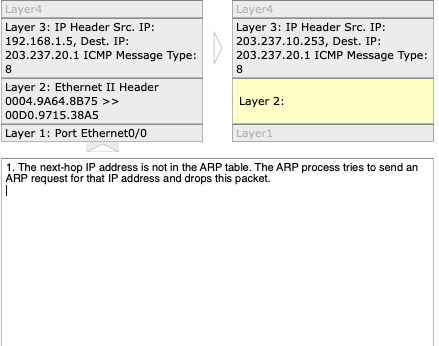 Layer4
Layer 3: IP Header Src. IP:
192.168.1.5, Dest. IP:
203.237.20.1 ICMP Message Type:
8
Layer 2: Ethernet II Header
0004.9A64.8B75 >>
00D0.9715.38A5
Layer 1: Port Ethernet0/0
Layer4
Layer 3: IP Header Src. IP:
203.237.10.253, Dest. IP:
203.237.20.1 ICMP Message Type:
8
Layer 2:
Layer1
1. The next-hop IP address is not in the ARP table. The ARP process tries to send an
ARP request for that IP address and drops this packet.